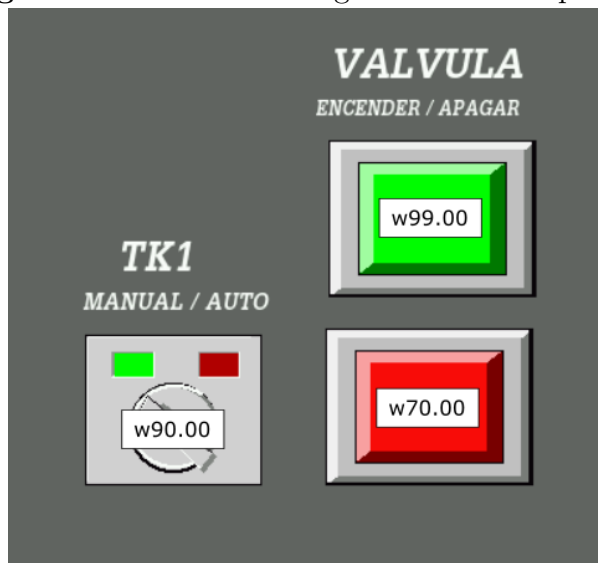 VALVULA
ENCENDER / APAGAR
w99.00
TK1
MANUAL / AUTO
w90.00
w70.00